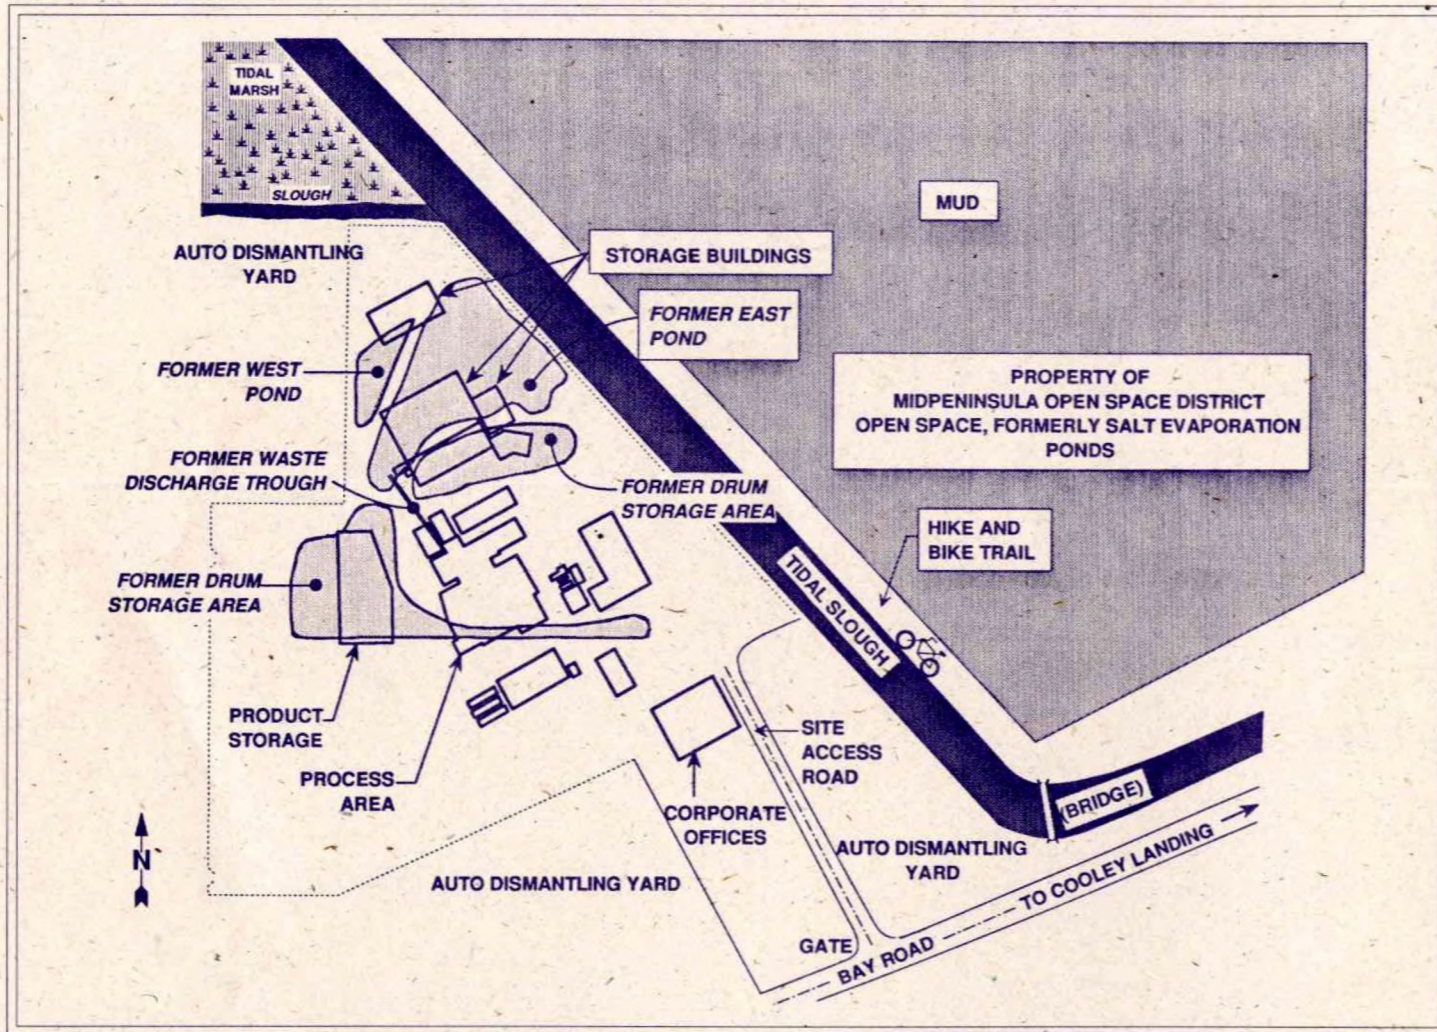 TIDAL
MARSH
SLOUGH
MUD
AUTO DISMANTLING
YARD
STORAGE BUILDINGS
FORMER EAST
POND
FORMER WEST
POND
PROPERTY OF
MIDPENINSULA OPEN SPACE DISTRICT
OPEN SPACE, FORMERLY SALT EVAPORATION
PONDS
FORMER WASTE
DISCHARGE TROUGH
FORMER DRUM
STORAGE AREA
HIKE AND
BIKE TRAIL
FORMER DRUM
STORAGE AREA
TIDAL SLOUGH
PRODUCT
STORAGE
SITE
ACCESS
ROAD
PROCESS
AREA
(BRIDGE)
CORPORATE
OFFICES
N
AUTO DISMANTLING
YARD
AUTO DISMANTLING YARD
TO COOLEY LANDING
GATE
BAY ROAD